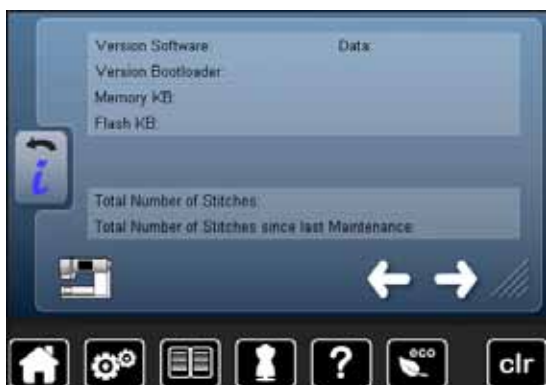 Version Software: Data:
Version Bootloader:
Memory KB:
Flash KB:
i
Total Number of Stitches:
Total Number of Stitches since last Maintenance:
?
eco
clr